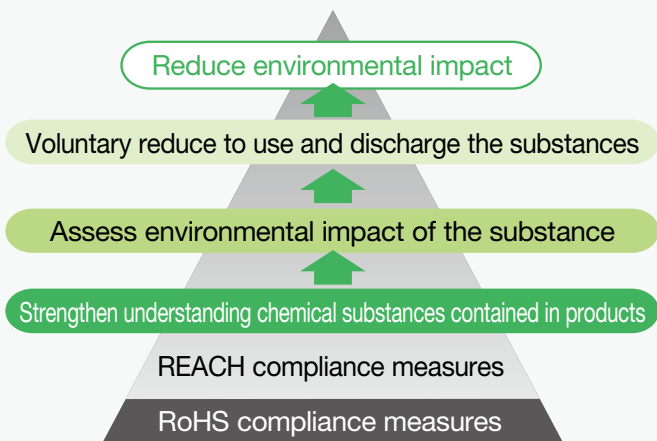 Reduce environmental impact
Voluntary reduce to use and discharge the substances
Assess environmental impact of the substance
Strengthen understanding chemical substances contained in products
REACH compliance measures
RoHS compliance measures